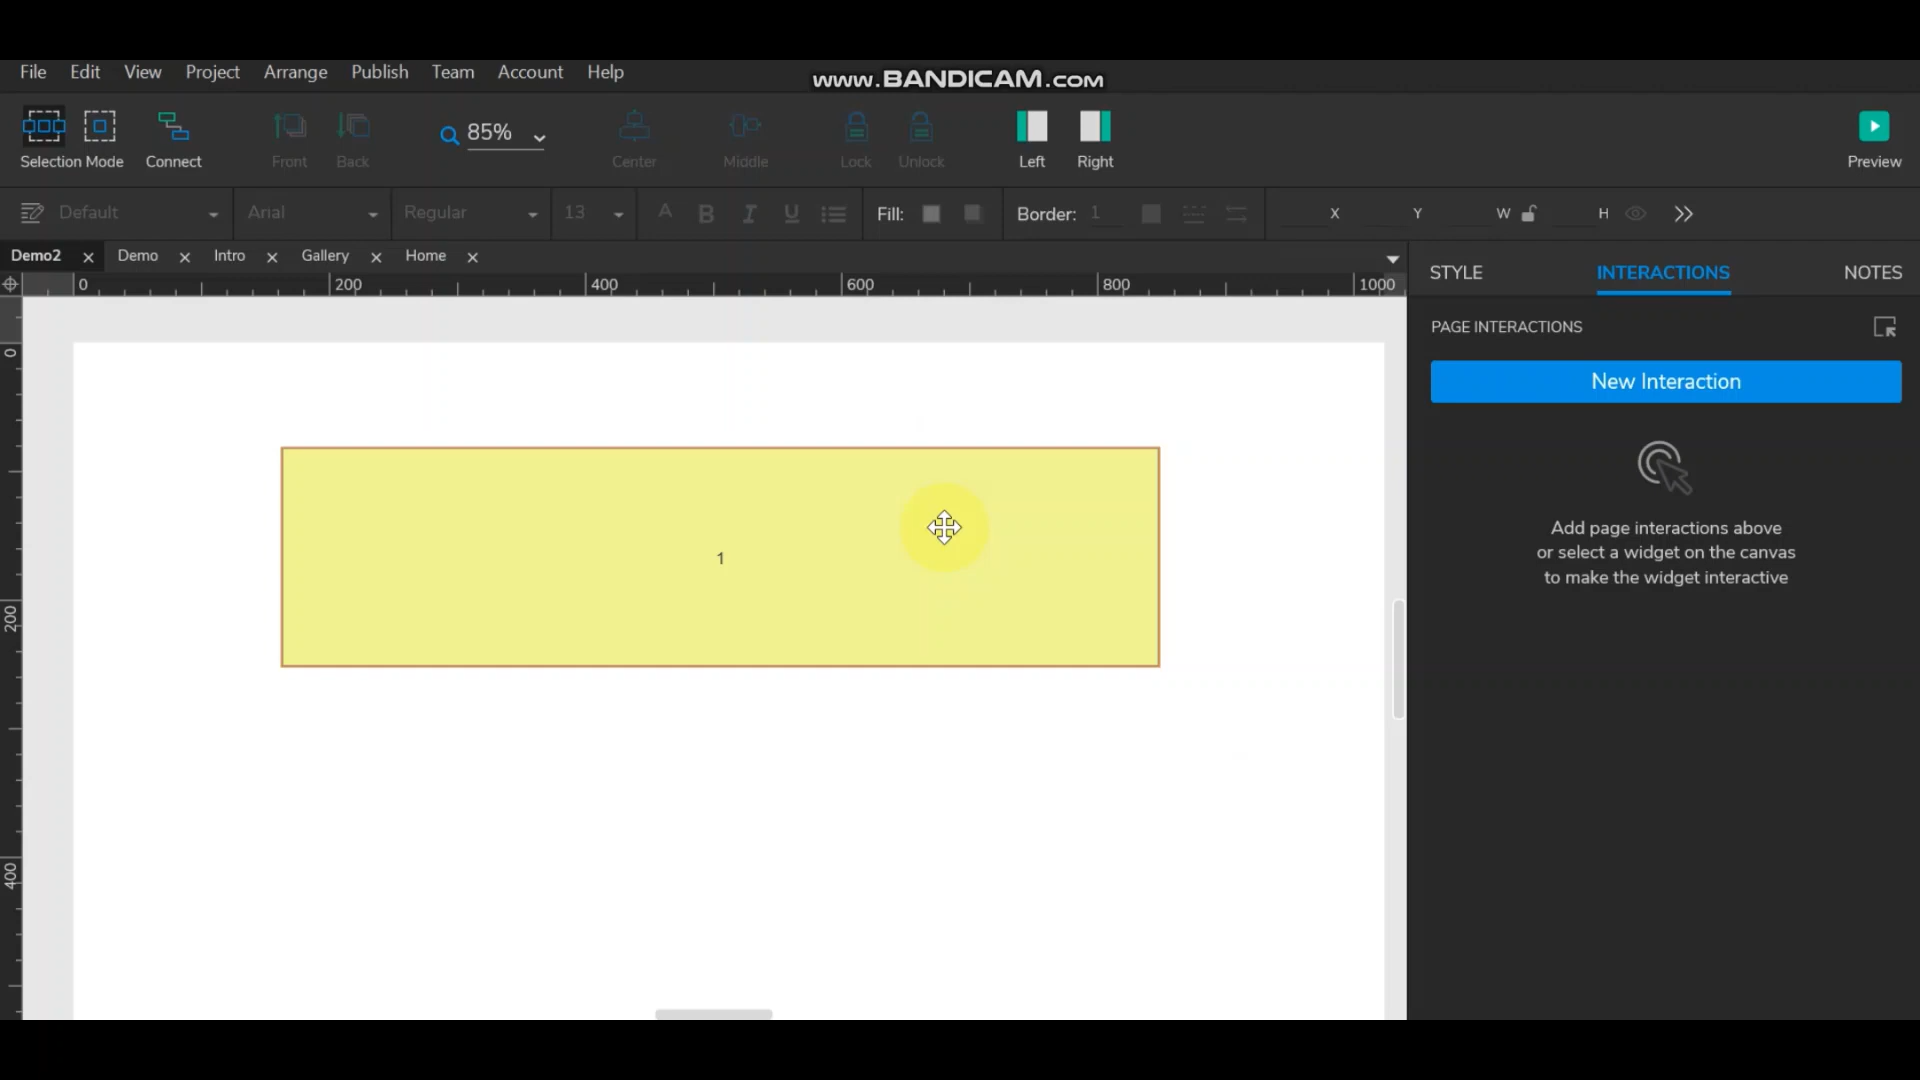 www.BANDICAM.com
File Edit View Project Arrange Publish Team Account Help
85%
Selection Mode Connect Front Back Center Middle Lock Unlock Left Right Preview
Default Arial Regular 13 A B I U Fill: Border: 1 X Y W H
Demo2 Demo Intro Gallery Home
STYLE INTERACTIONS NOTES
0 200 400 600 800 1000
PAGE INTERACTIONS
New Interaction
Add page interactions above
or select a widget on the canvas
to make the widget interactive
1
0
200
400